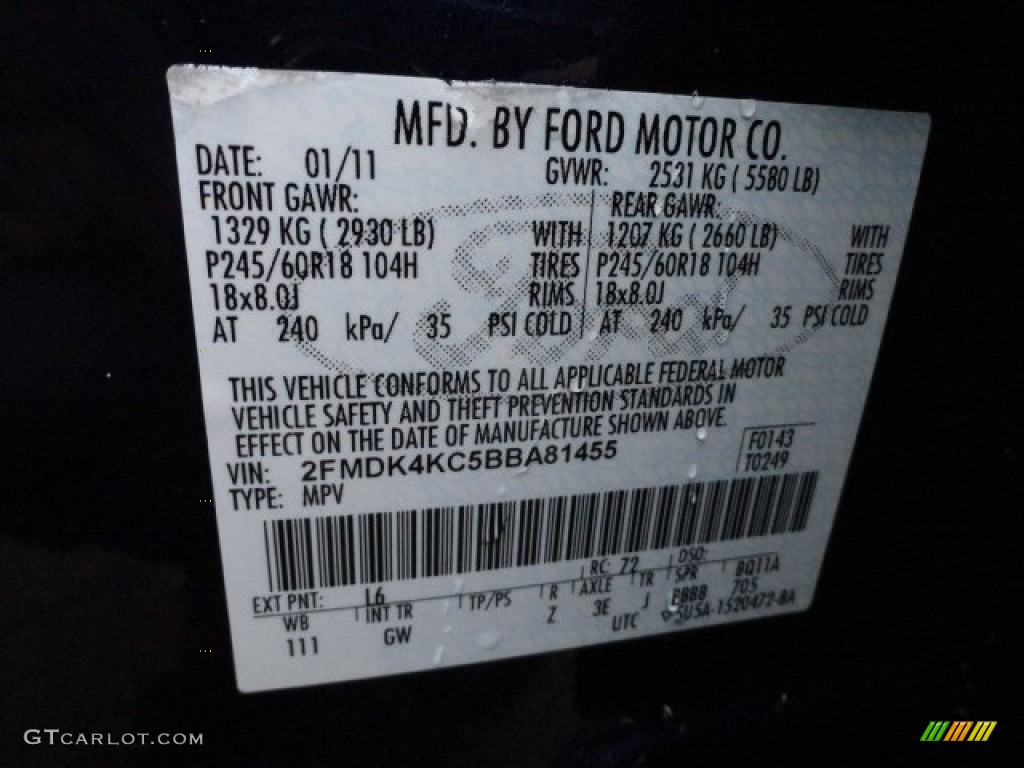 MFD. BY FORD MOTOR CO.
DATE: 01/11 GVWR: 2531 KG ( 5580 LB)
FRONT GAWR: REAR GAWR:
1329 KG ( 2930 LB) WITH 1207 KG ( 2660 LB) WITH
P245/60R18 104H TIRES P245/60R18 104H TIRES
18x8.0J RIMS 18x8.0J RIMS
AT 240 kPa/ 35 PSI COLD AT 240 kPa/ 35 PSI COLD
Ford
THIS VEHICLE CONFORMS TO ALL APPLICABLE FEDERAL MOTOR
VEHICLE SAFETY AND THEFT PREVENTION STANDARDS IN
EFFECT ON THE DATE OF MANUFACTURE SHOWN ABOVE.
VIN: 2FMDK4KC5BBA81455 F0143
TYPE: MPV T0249
EXT PNT: L6 RC: 72 DSO:
WB INT TR TP/PS R AXLE TR SPR BQ11A
111 GW Z 3E J 705
UTC 5U5A-1520472-BA
GTCARLOT.COM